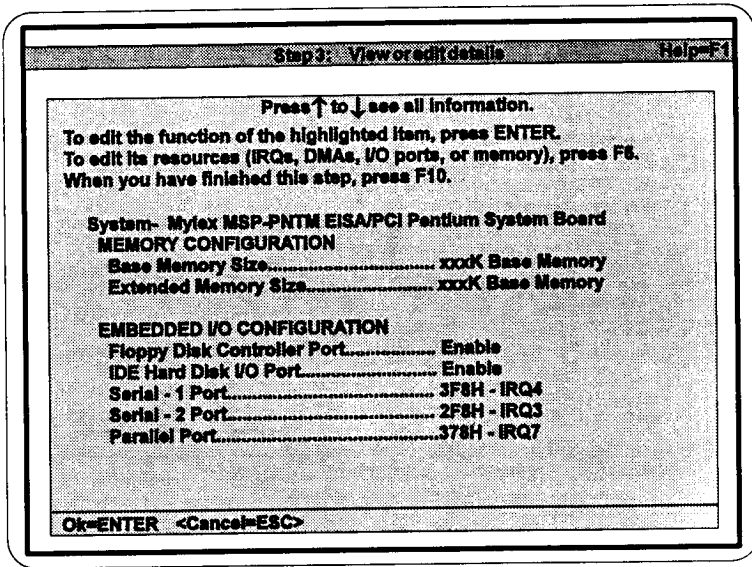 Step 3: View or edit details Help=F1
Press ↑ to ↓ see all information.
To edit the function of the highlighted item, press ENTER.
To edit its resources (IRQs, DMAs, I/O ports, or memory), press F6.
When you have finished this step, press F10.
System- Mylex MSP-PNTM EISA/PCI Pentium System Board
MEMORY CONFIGURATION
Base Memory Size................................ xxxK Base Memory
Extended Memory Size........................ xxxK Base Memory
EMBEDDED I/O CONFIGURATION
Floppy Disk Controller Port................. Enable
IDE Hard Disk I/O Port........................ Enable
Serial - 1 Port...................................... 3F8H - IRQ4
Serial - 2 Port...................................... 2F8H - IRQ3
Parallel Port.........................................378H - IRQ7
Ok=ENTER <Cancel=ESC>